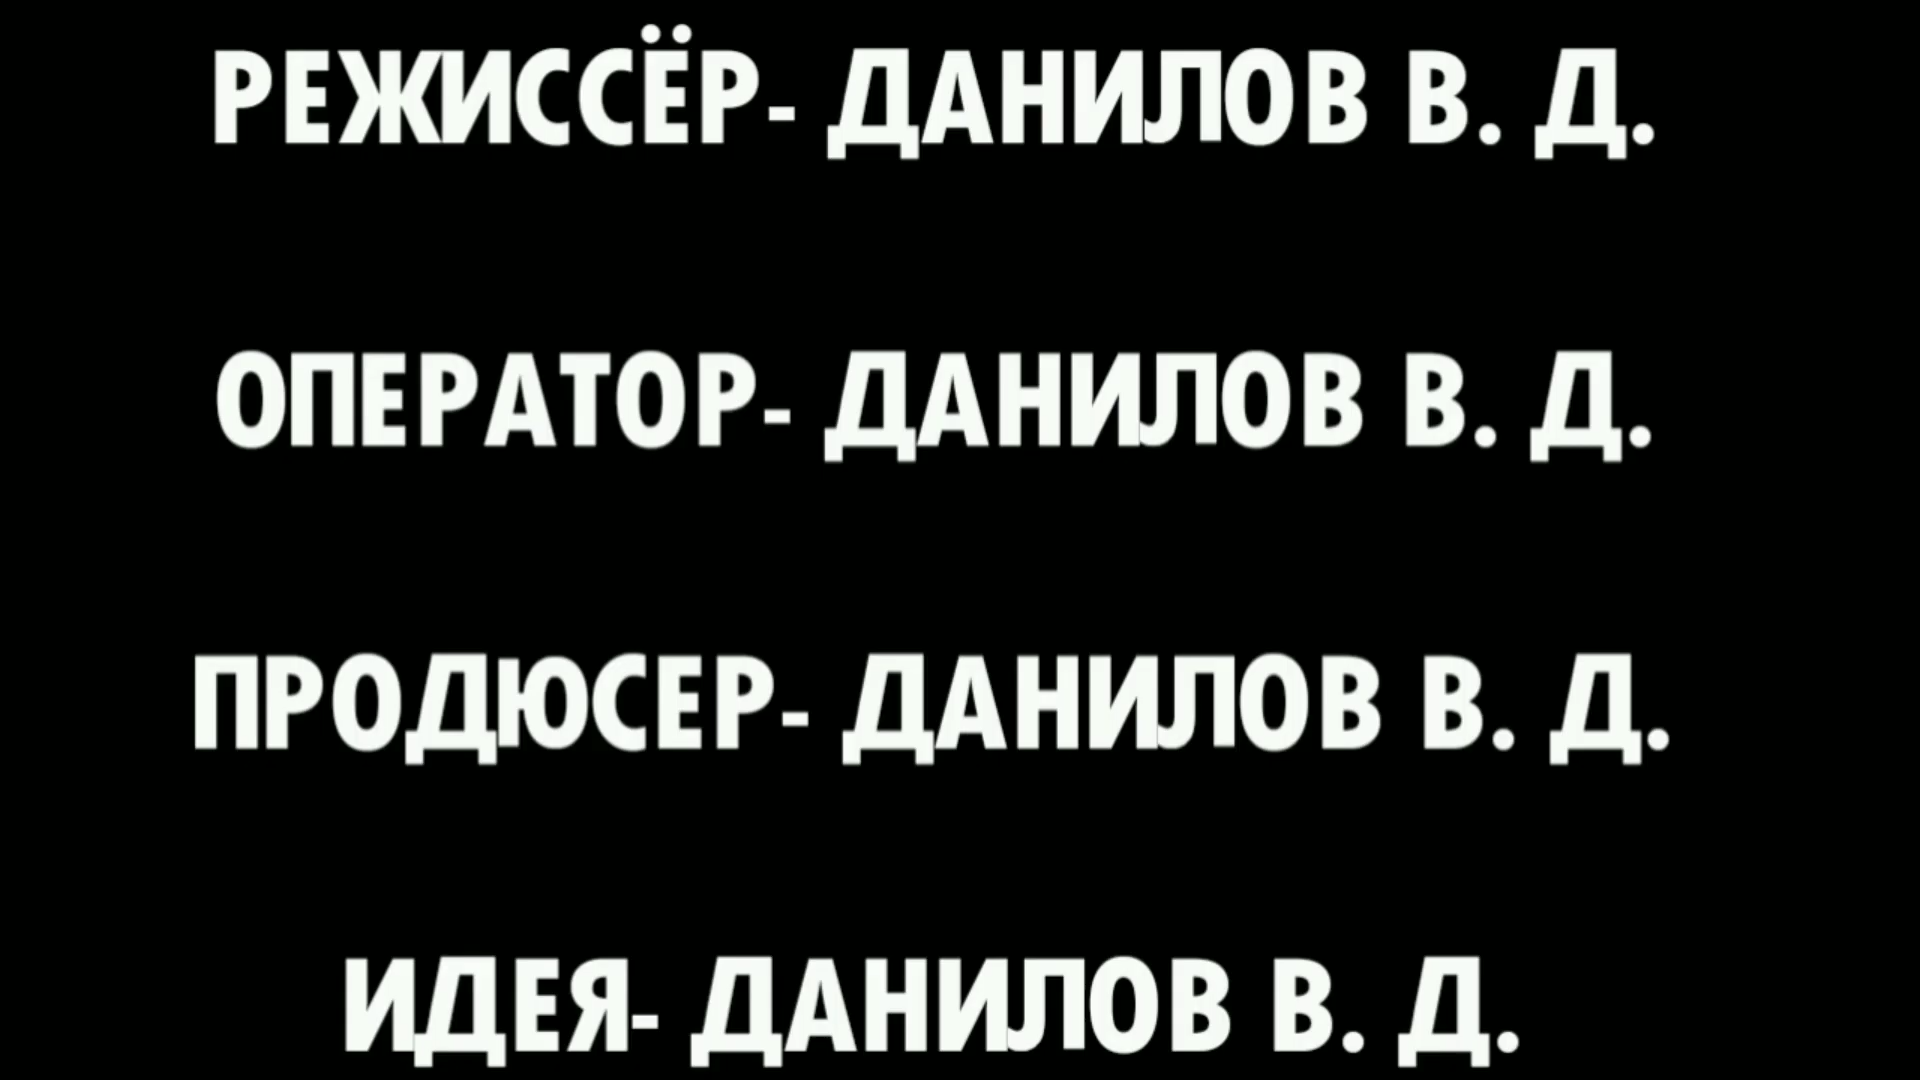 РЕЖИССЁР- ДАНИЛОВ В. Д.
ОПЕРАТОР- ДАНИЛОВ В. Д.
ПРОДЮСЕР- ДАНИЛОВ В. Д.
ИДЕЯ- ДАНИЛОВ В. Д.